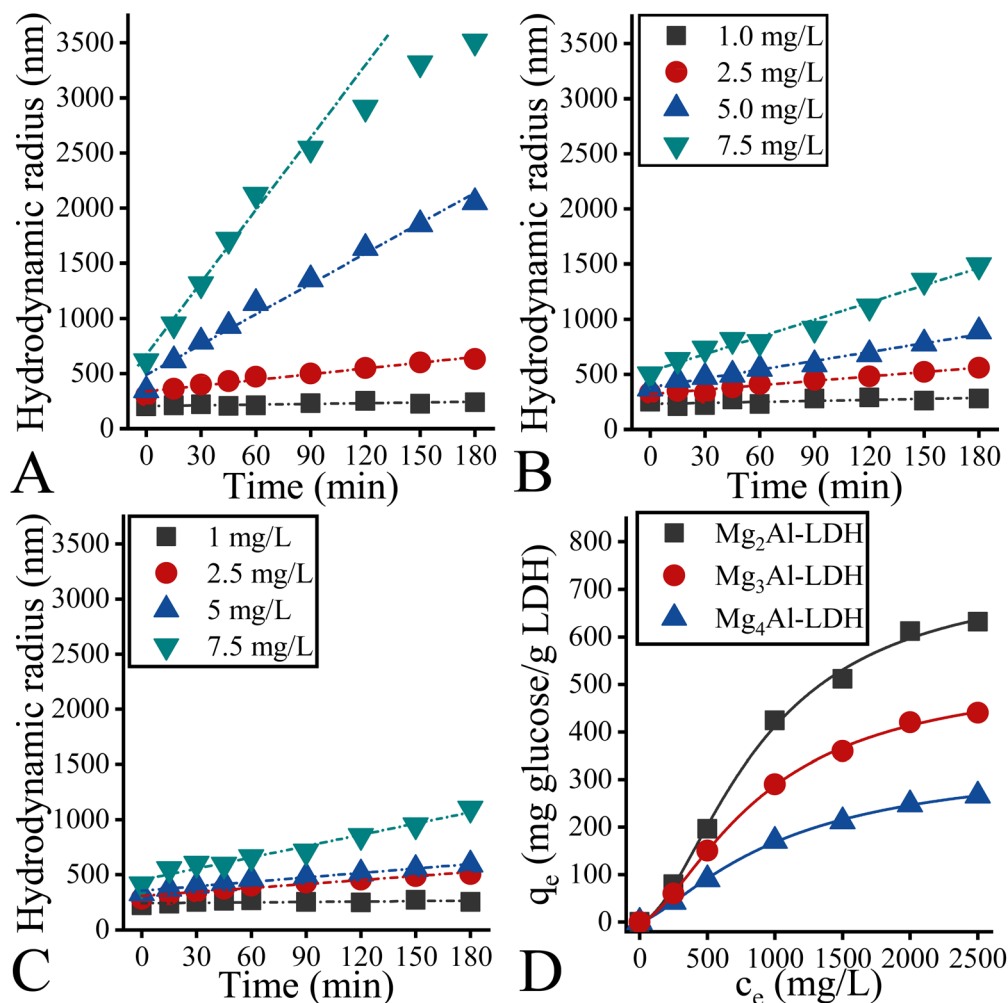 Hydrodynamic radius (nm)
3500
3000
2500
2000
1500
1000
500
0
0 30 60 90 120 150 180
Time (min)
A
Hydrodynamic radius (nm)
3500
3000
2500
2000
1500
1000
500
0
1.0 mg/L
2.5 mg/L
5.0 mg/L
7.5 mg/L
0 30 60 90 120 150 180
Time (min)
B
Hydrodynamic radius (nm)
3500
3000
2500
2000
1500
1000
500
0
1 mg/L
2.5 mg/L
5 mg/L
7.5 mg/L
0 30 60 90 120 150 180
Time (min)
C
qₑ (mg glucose/g LDH)
800
700
600
500
400
300
200
100
0
Mg₂Al-LDH
Mg₃Al-LDH
Mg₄Al-LDH
0 500 1000 1500 2000 2500
cₑ (mg/L)
D